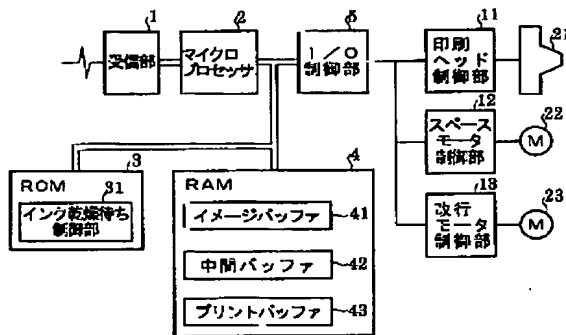 1
受信部
2
マイクロ
プロセッサ
5
I/O
制御部
11
印刷
ヘッド
制御部
21
12
スペース
モータ
制御部
22
M
13
改行
モータ
制御部
23
M
3
ROM
31
インク乾燥待ち
制御部
4
RAM
イメージバッファ
41
中間バッファ
42
プリントバッファ
43